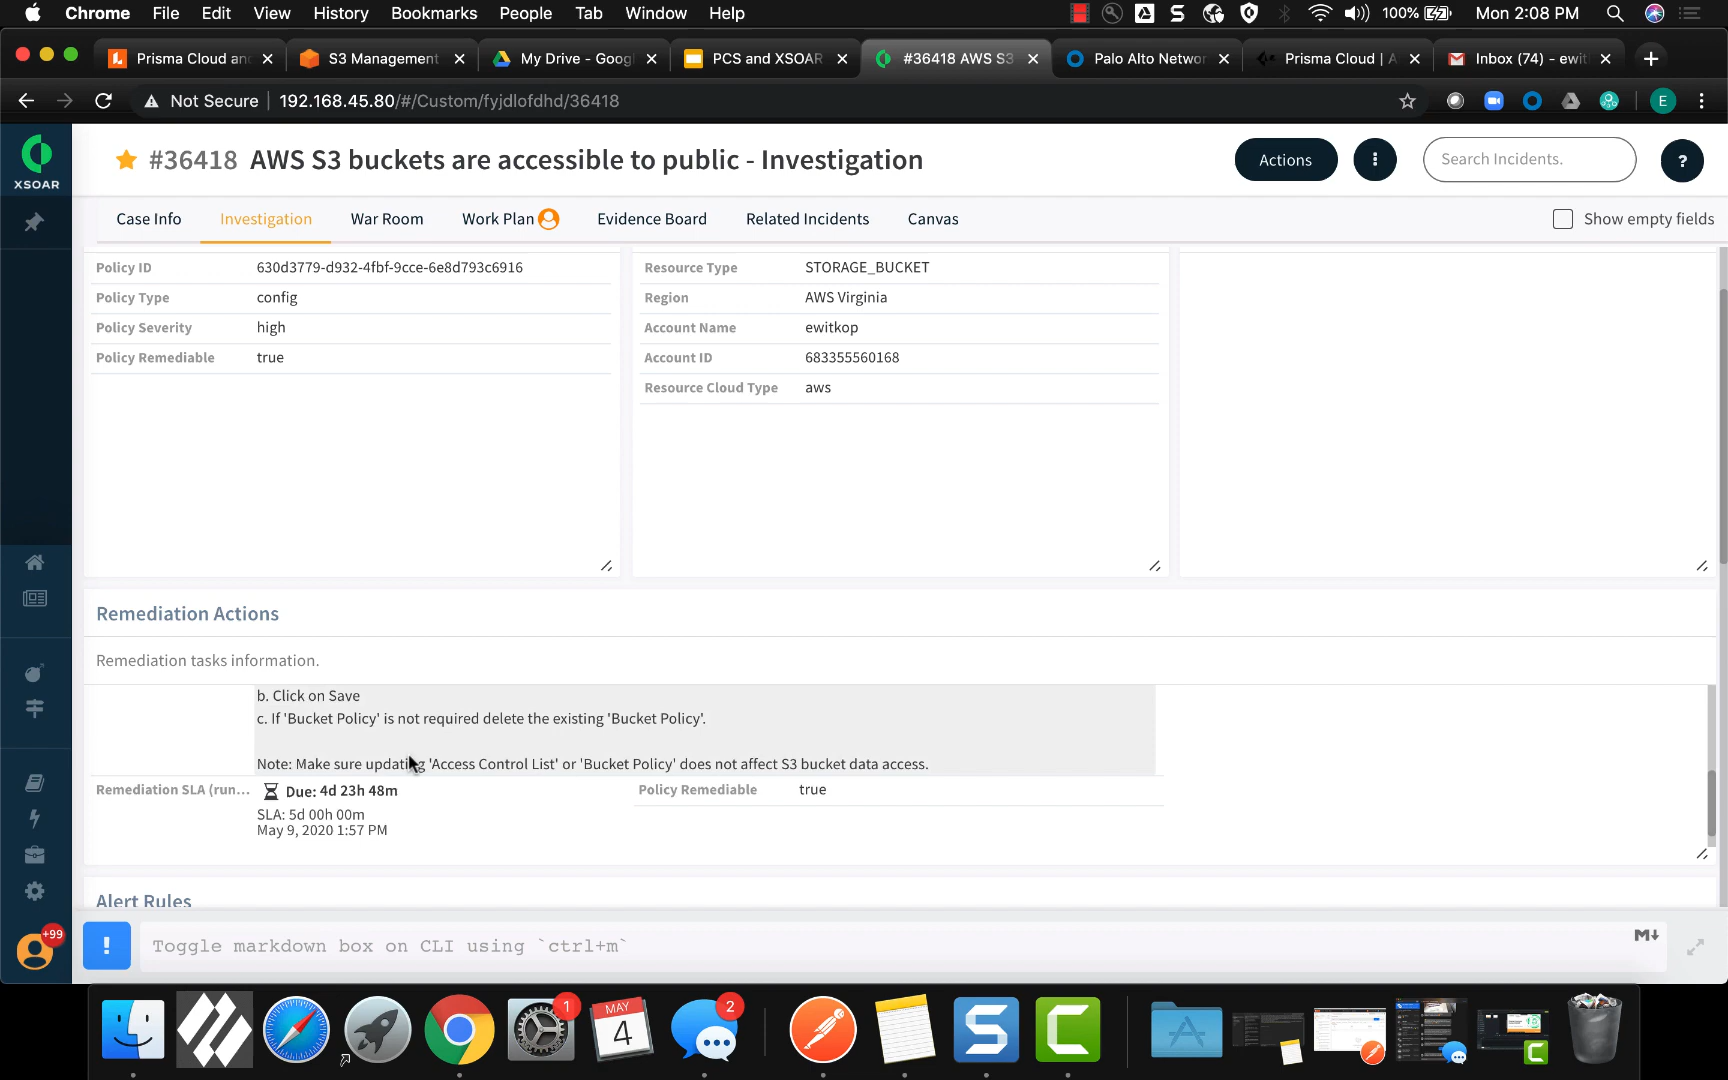 Chrome File Edit View History Bookmarks People Tab Window Help 100% Mon 2:08 PM
Prisma Cloud an S3 Management My Drive - Googl PCS and XSOAR #36418 AWS S3 Palo Alto Networ Prisma Cloud | A Inbox (74) - ewit
Not Secure | 192.168.45.80/#/Custom/fyjdlofdhd/36418 E
XSOAR
#36418 AWS S3 buckets are accessible to public - Investigation Actions Search Incidents. ?
Case Info Investigation War Room Work Plan Evidence Board Related Incidents Canvas Show empty fields
Policy ID 630d3779-d932-4fbf-9cce-6e8d793c6916
Policy Type config
Policy Severity high
Policy Remediable true
Resource Type STORAGE_BUCKET
Region AWS Virginia
Account Name ewitkop
Account ID 683355560168
Resource Cloud Type aws
Remediation Actions
Remediation tasks information.
b. Click on Save
c. If 'Bucket Policy' is not required delete the existing 'Bucket Policy'.
Note: Make sure updating 'Access Control List' or 'Bucket Policy' does not affect S3 bucket data access.
Remediation SLA (run... Due: 4d 23h 48m
SLA: 5d 00h 00m
May 9, 2020 1:57 PM
Policy Remediable true
Alert Rules
+99
! Toggle markdown box on CLI using `ctrl+m` M
1 MAY 4 2 S C